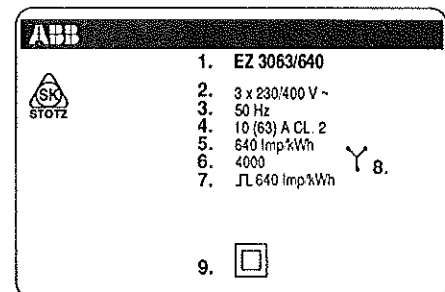 ABB
1. EZ 3063/640
SK
STOTZ
2. 3 x 230/400 V ~
3. 50 Hz
4. 10 (63) A CL. 2
5. 640 Imp/kWh
6. 4000
7. 640 Imp/kWh
8.
9.